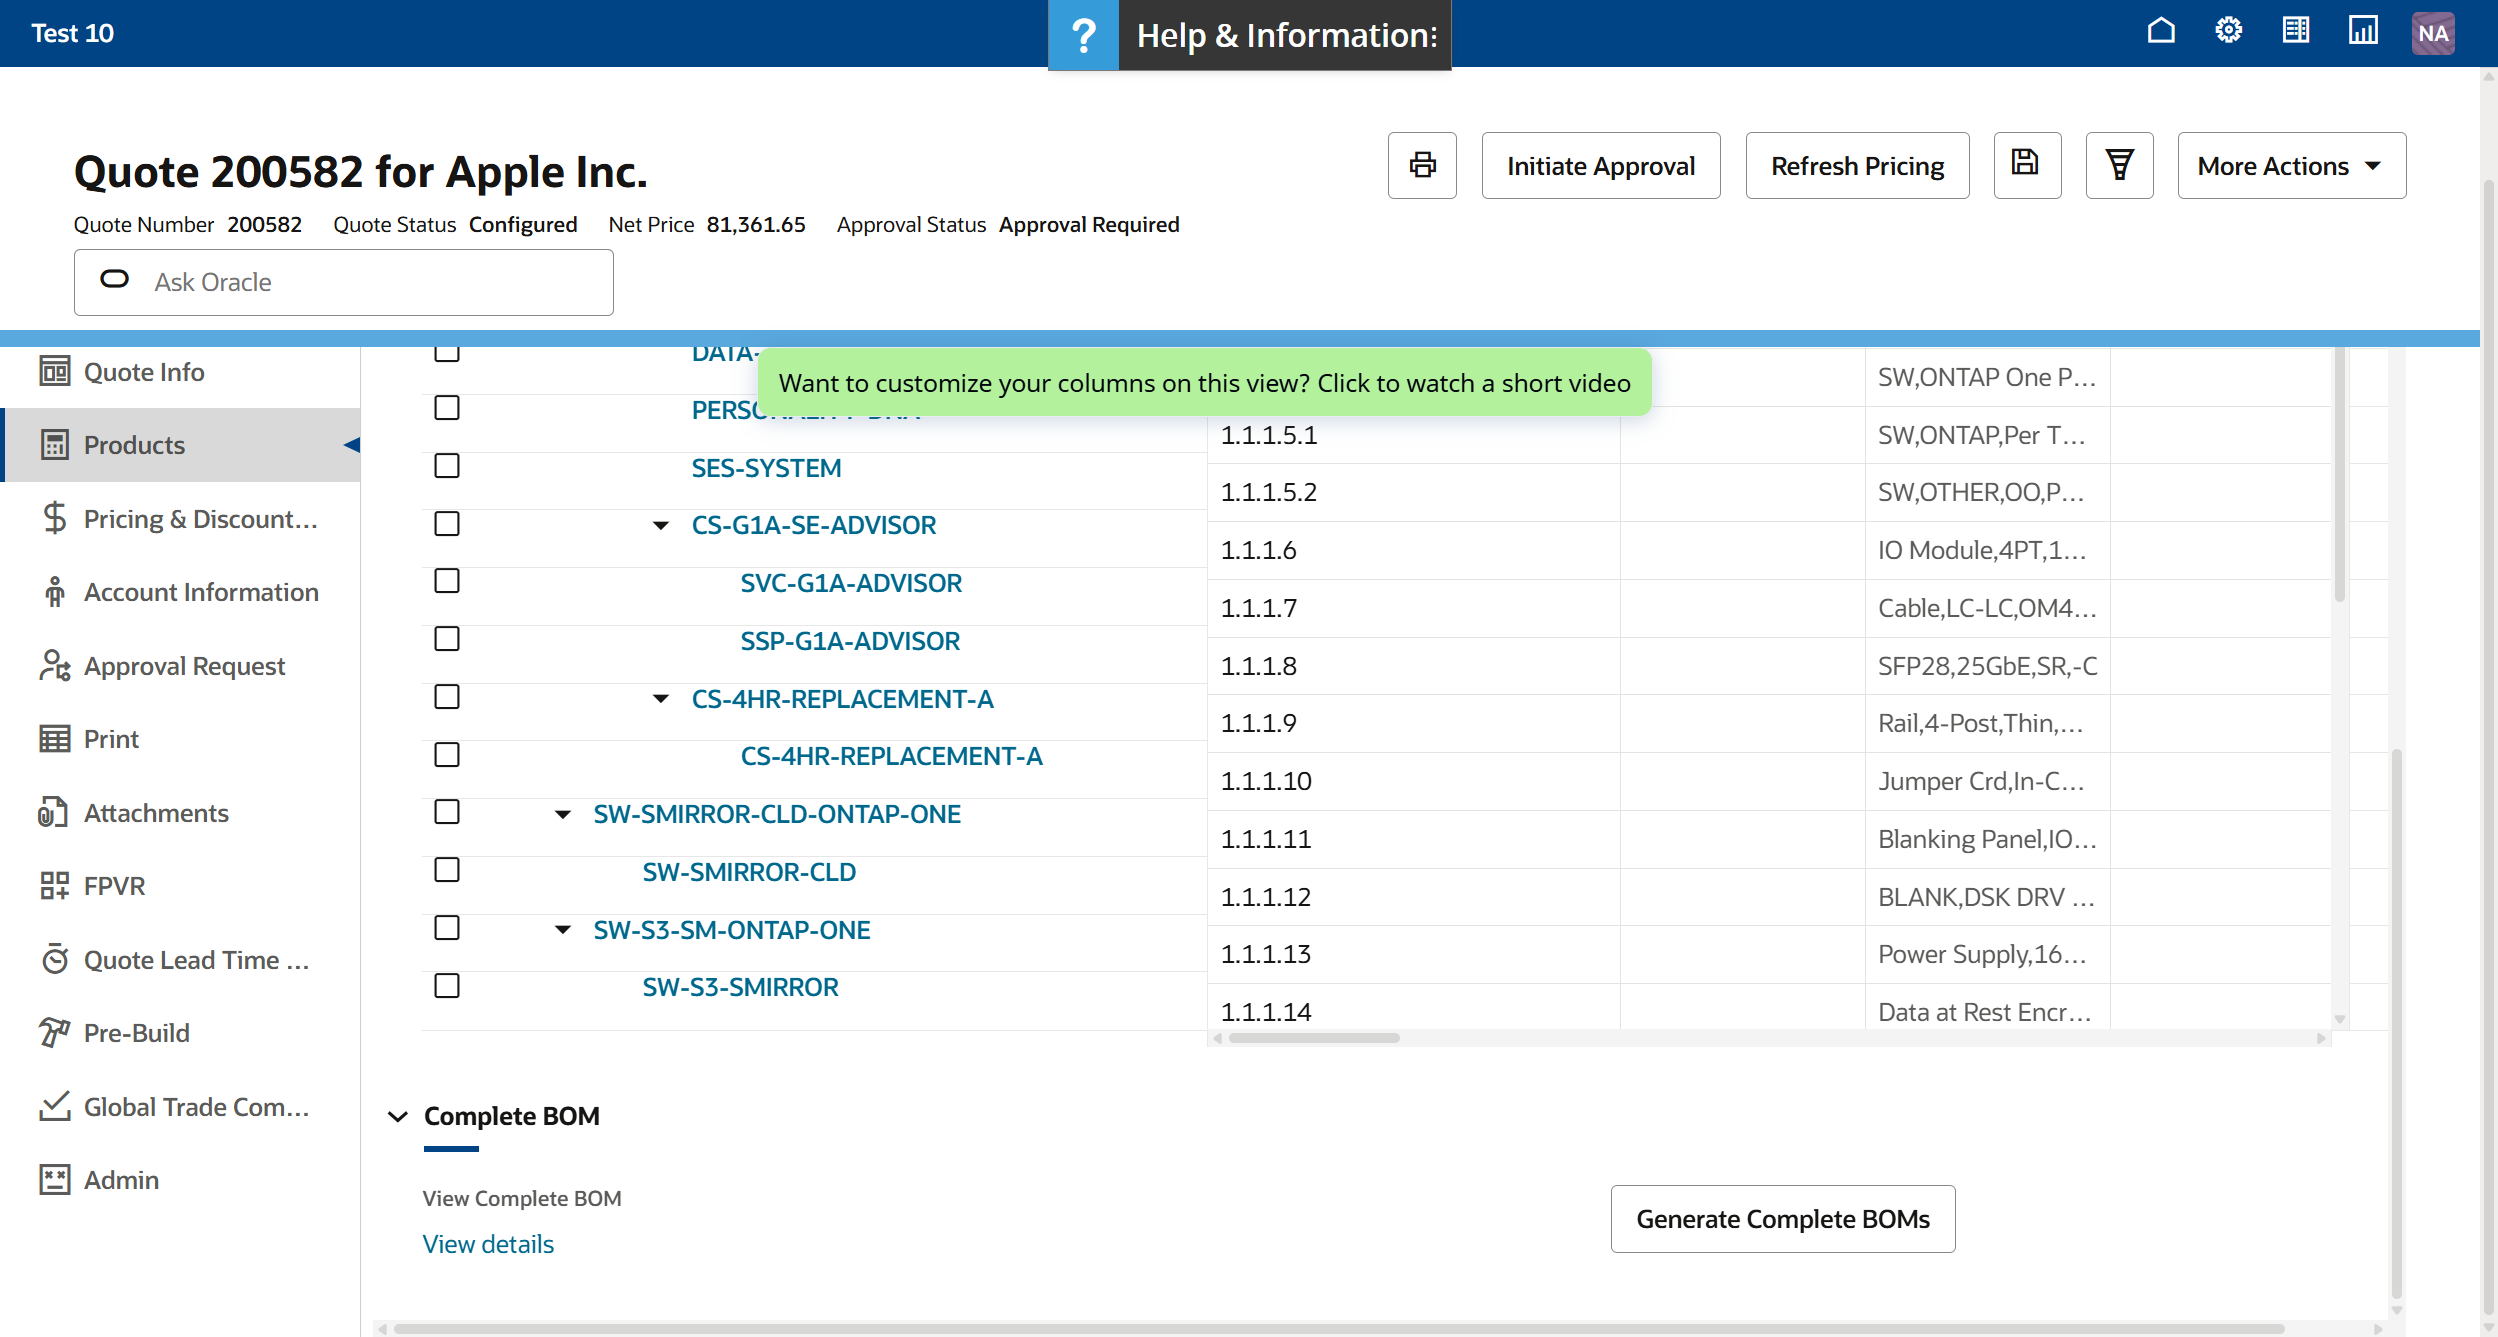 Test 10
? Help & Information
NA
Quote 200582 for Apple Inc.
Initiate Approval
Refresh Pricing
More Actions
Quote Number 200582 Quote Status Configured Net Price 81,361.65 Approval Status Approval Required
Ask Oracle
Quote Info
Products
Pricing & Discount...
Account Information
Approval Request
Print
Attachments
FPVR
Quote Lead Time ...
Pre-Build
Global Trade Com...
Admin
Want to customize your columns on this view? Click to watch a short video
DATA-
SES-SYSTEM
CS-G1A-SE-ADVISOR
SVC-G1A-ADVISOR
SSP-G1A-ADVISOR
CS-4HR-REPLACEMENT-A
CS-4HR-REPLACEMENT-A
SW-SMIRROR-CLD-ONTAP-ONE
SW-SMIRROR-CLD
SW-S3-SM-ONTAP-ONE
SW-S3-SMIRROR
SW,ONTAP One P...
1.1.1.5.1 SW,ONTAP,Per T...
1.1.1.5.2 SW,OTHER,OO,P...
1.1.1.6 IO Module,4PT,1...
1.1.1.7 Cable,LC-LC,OM4...
1.1.1.8 SFP28,25GbE,SR,-C
1.1.1.9 Rail,4-Post,Thin,...
1.1.1.10 Jumper Crd,In-C...
1.1.1.11 Blanking Panel,IO...
1.1.1.12 BLANK,DSK DRV ...
1.1.1.13 Power Supply,16...
1.1.1.14 Data at Rest Encr...
Complete BOM
View Complete BOM
View details
Generate Complete BOMs